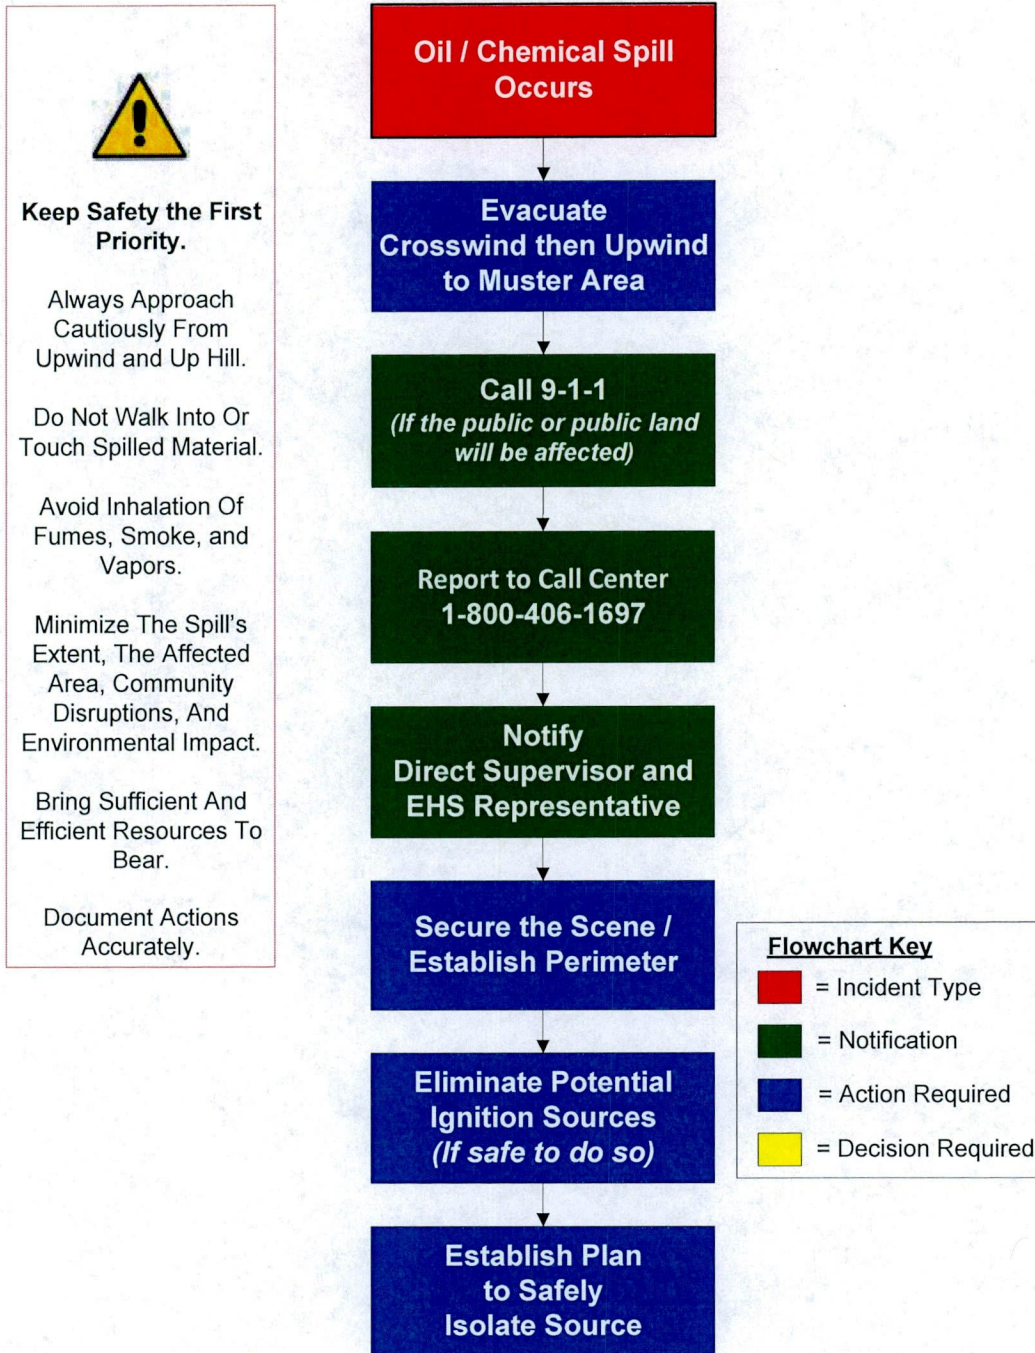 Keep Safety the First
Priority.
Always Approach
Cautiously From
Upwind and Up Hill.
Do Not Walk Into Or
Touch Spilled Material.
Avoid Inhalation Of
Fumes, Smoke, and
Vapors.
Minimize The Spill's
Extent, The Affected
Area, Community
Disruptions, And
Environmental Impact.
Bring Sufficient And
Efficient Resources To
Bear.
Document Actions
Accurately.
Oil / Chemical Spill
Occurs
Evacuate
Crosswind then Upwind
to Muster Area
Call 9-1-1
(If the public or public land
will be affected)
Report to Call Center
1-800-406-1697
Notify
Direct Supervisor and
EHS Representative
Secure the Scene /
Establish Perimeter
Eliminate Potential
Ignition Sources
(If safe to do so)
Establish Plan
to Safely
Isolate Source
Flowchart Key
= Incident Type
= Notification
= Action Required
= Decision Required